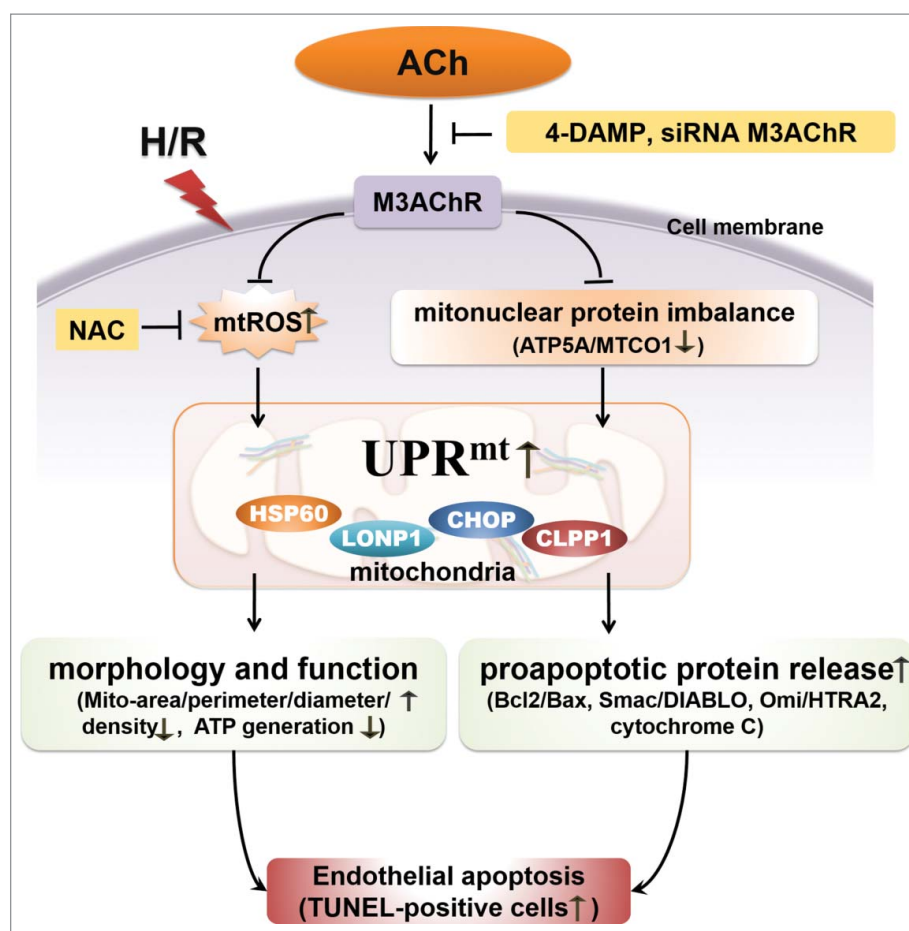 ACh
4-DAMP, siRNA M3AChR
H/R
M3AChR
Cell membrane
NAC
mtROS↑
mitonuclear protein imbalance
(ATP5A/MTCO1↓)
UPRmt↑
HSP60
LONP1
CHOP
CLPP1
mitochondria
morphology and function
(Mito-area/perimeter/diameter/↑
density↓, ATP generation ↓)
proapoptotic protein release↑
(Bcl2/Bax, Smac/DIABLO, Omi/HTRA2,
cytochrome C)
Endothelial apoptosis
(TUNEL-positive cells↑)